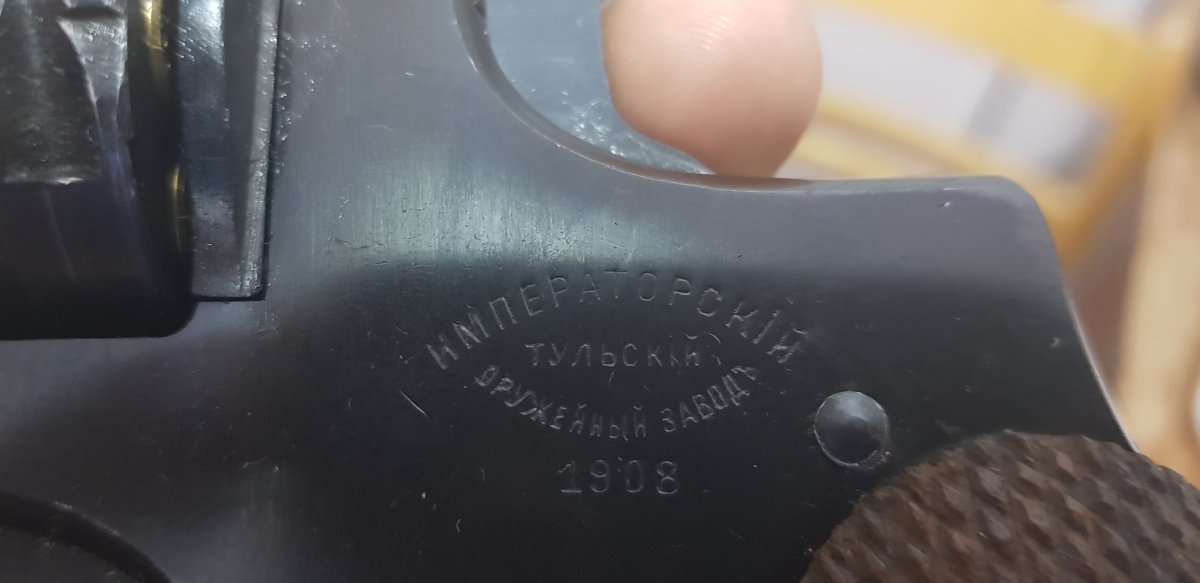 ИМПЕРАТОРСКІЙ
ТУЛЬСКІЙ
ОРУЖЕЙНЫЙ ЗАВОДЪ
1908